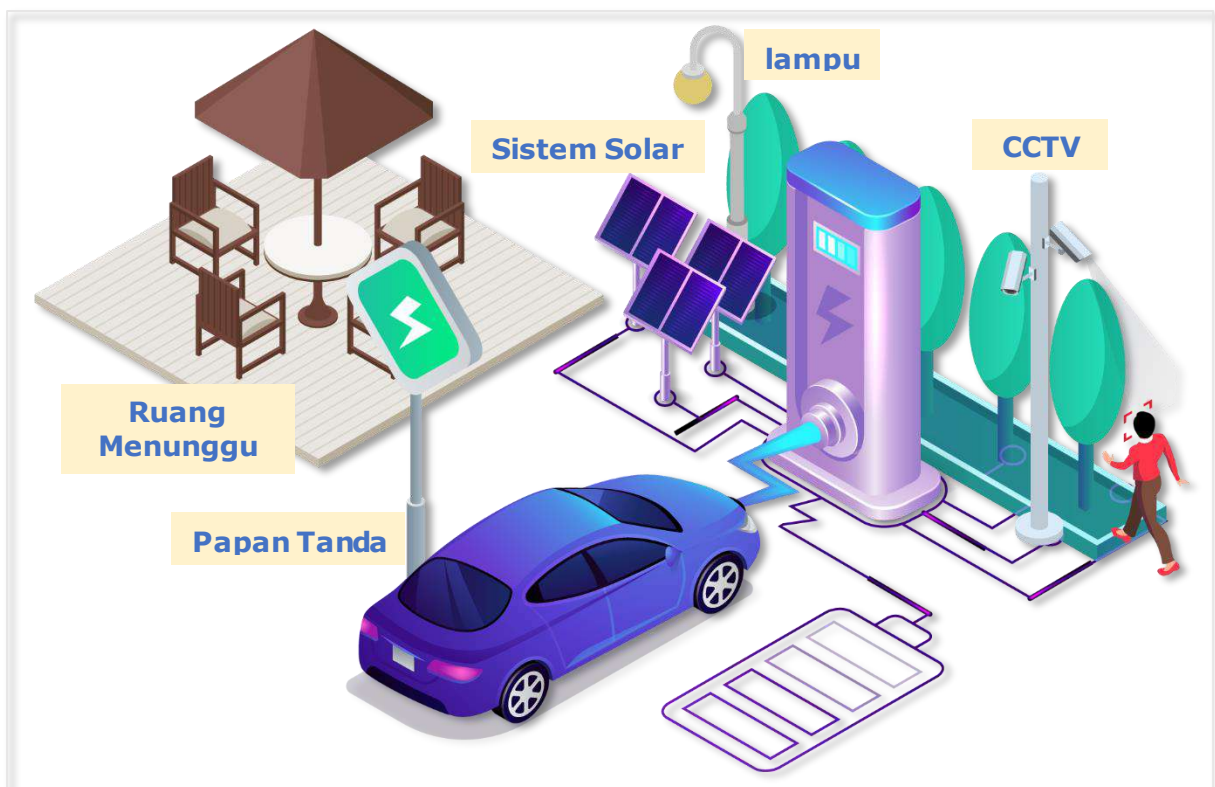 lampu
Sistem Solar
CCTV
Ruang
Menunggu
Papan Tanda